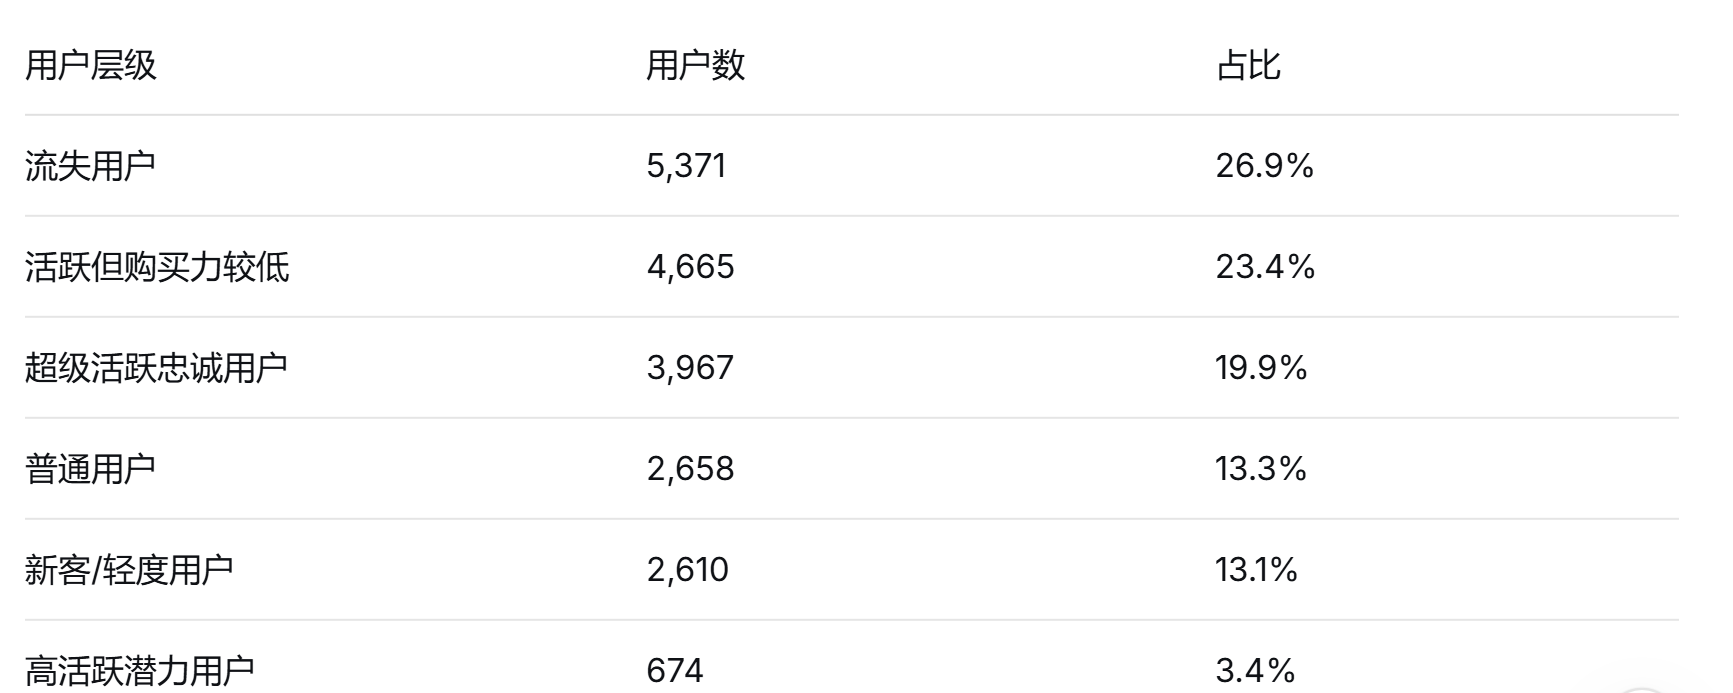 用户层级 用户数 占比
流失用户 5,371 26.9%
活跃但购买力较低 4,665 23.4%
超级活跃忠诚用户 3,967 19.9%
普通用户 2,658 13.3%
新客/轻度用户 2,610 13.1%
高活跃潜力用户 674 3.4%